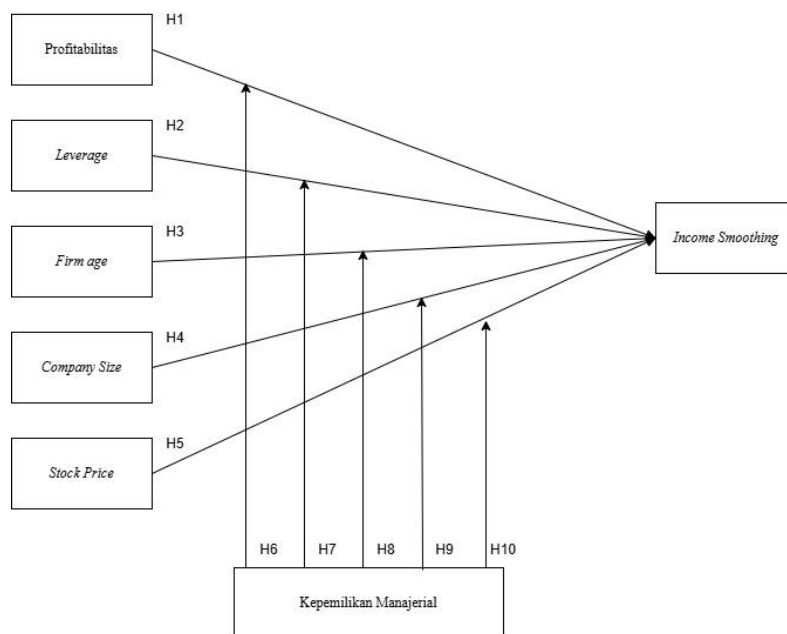 H1
Profitabilitas
H2
Leverage
H3
Firm age
Income Smoothing
H4
Company Size
H5
Stock Price
H6 H7 H8 H9 H10
Kepemilikan Manajerial